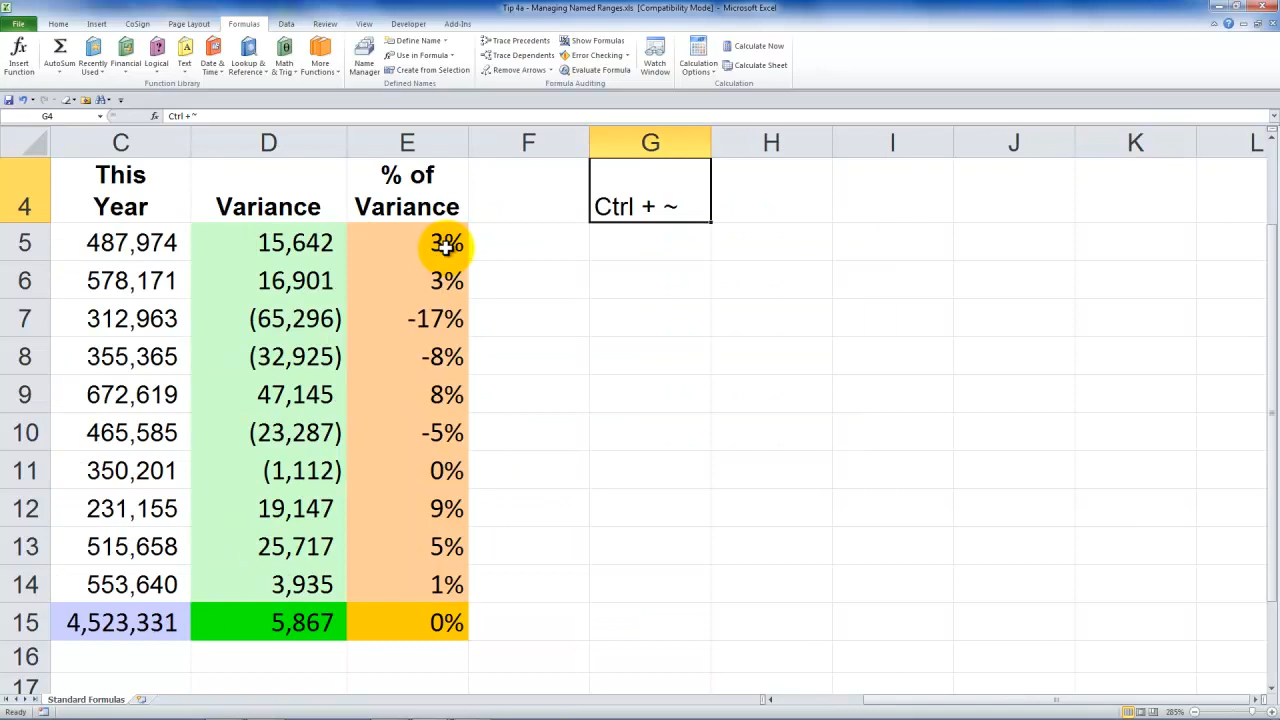 Tip 4a - Managing Named Ranges.xls [Compatibility Mode] - Microsoft Excel
File Home Insert CoSign Page Layout Formulas Data Review View Developer Add-Ins
Insert Function
AutoSum
Recently Used
Financial
Logical
Text
Date & Time
Lookup & Reference
Math & Trig
More Functions
Function Library
Name Manager
Define Name
Use in Formula
Create from Selection
Defined Names
Trace Precedents
Trace Dependents
Remove Arrows
Show Formulas
Error Checking
Evaluate Formula
Formula Auditing
Watch Window
Calculation Options
Calculate Now
Calculate Sheet
Calculation
G4 fx Ctrl + ~
C D E F G H I J K L
This Year Variance % of Variance
4 Ctrl + ~
5 487,974 15,642 3%
6 578,171 16,901 3%
7 312,963 (65,296) -17%
8 355,365 (32,925) -8%
9 672,619 47,145 8%
10 465,585 (23,287) -5%
11 350,201 (1,112) 0%
12 231,155 19,147 9%
13 515,658 25,717 5%
14 553,640 3,935 1%
15 4,523,331 5,867 0%
16
17
Standard Formulas
Ready 285%